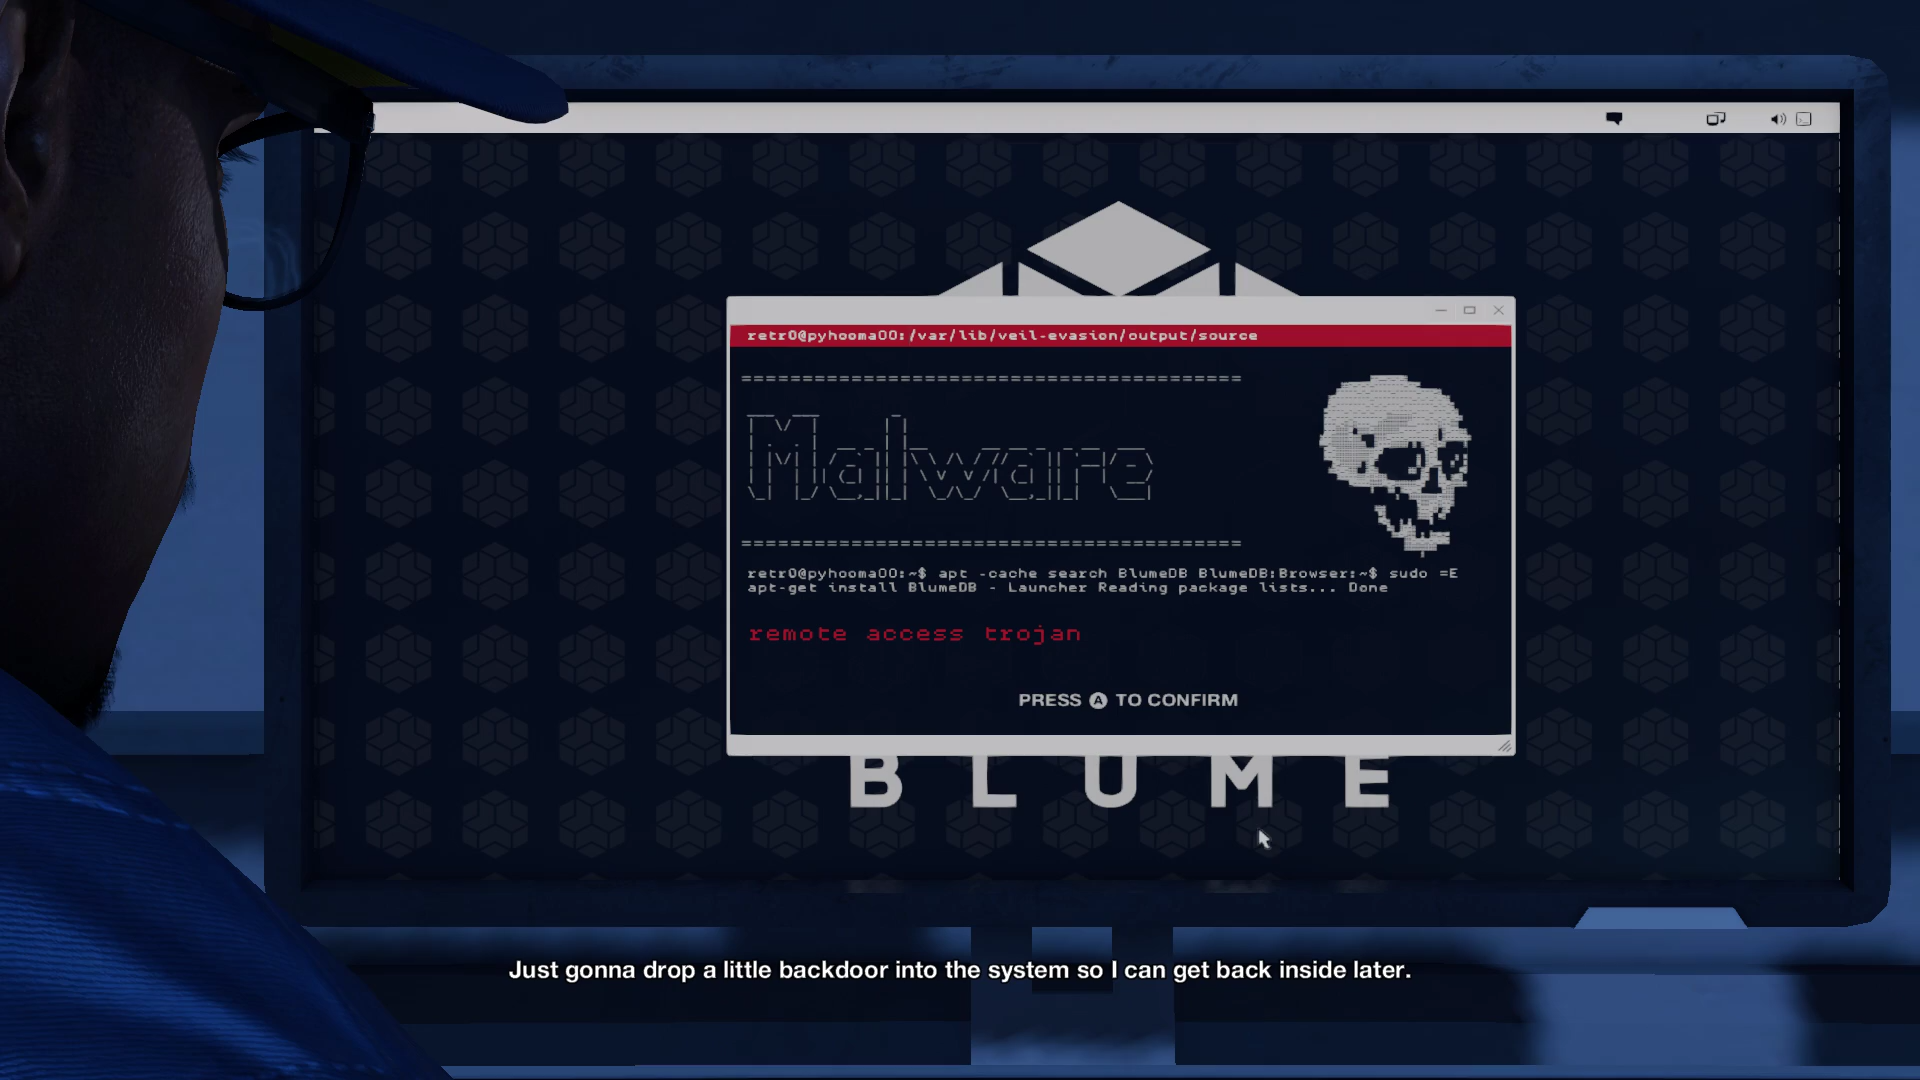 retr0@pyhooma00:/var/lib/veil-evasion/output/source
=========================================
Malware
=========================================
retr0@pyhooma00:~$ apt -cache search BlumeDB BlumeDB:Browser:~$ sudo =E
apt-get install BlumeDB - Launcher Reading package lists... Done
remote access trojan
PRESS A TO CONFIRM
BLUME
Just gonna drop a little backdoor into the system so I can get back inside later.